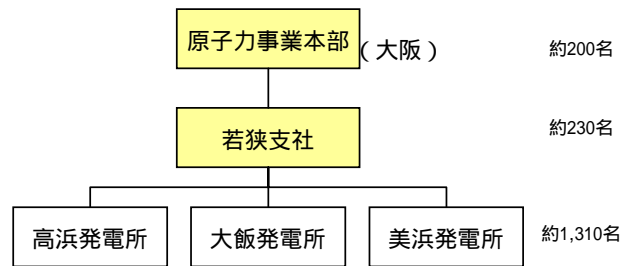 原子力事業本部 (大阪) 約200名
若狭支社 約230名
高浜発電所 大飯発電所 美浜発電所 約1,310名